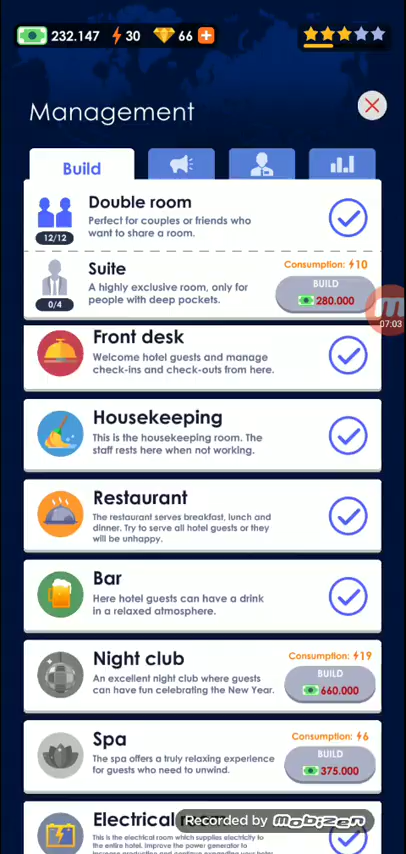 232.147 30 66
Management
Build
Double room
Perfect for couples or friends who
want to share a room.
12/12
Suite
A highly exclusive room, only for
people with deep pockets.
0/4
Consumption: 10
BUILD
280.000
07:03
Front desk
Welcome hotel guests and manage
check-ins and check-outs from here.
Housekeeping
This is the housekeeping room. The
staff rests here when not working.
Restaurant
The restaurant serves breakfast, lunch and
dinner. Try to serve all hotel guests or they
will be unhappy.
Bar
Here hotel guests can have a drink
in a relaxed atmosphere.
Night club
An excellent night club where guests
can have fun celebrating the New Year.
Consumption: 19
BUILD
660.000
Spa
The spa offers a truly relaxing experience
for guests who need to unwind.
Consumption: 6
BUILD
375.000
Electrical
Recorded by mobizen
This is the electrical room which supplies electricity to
the entire hotel. Improve the power generator to